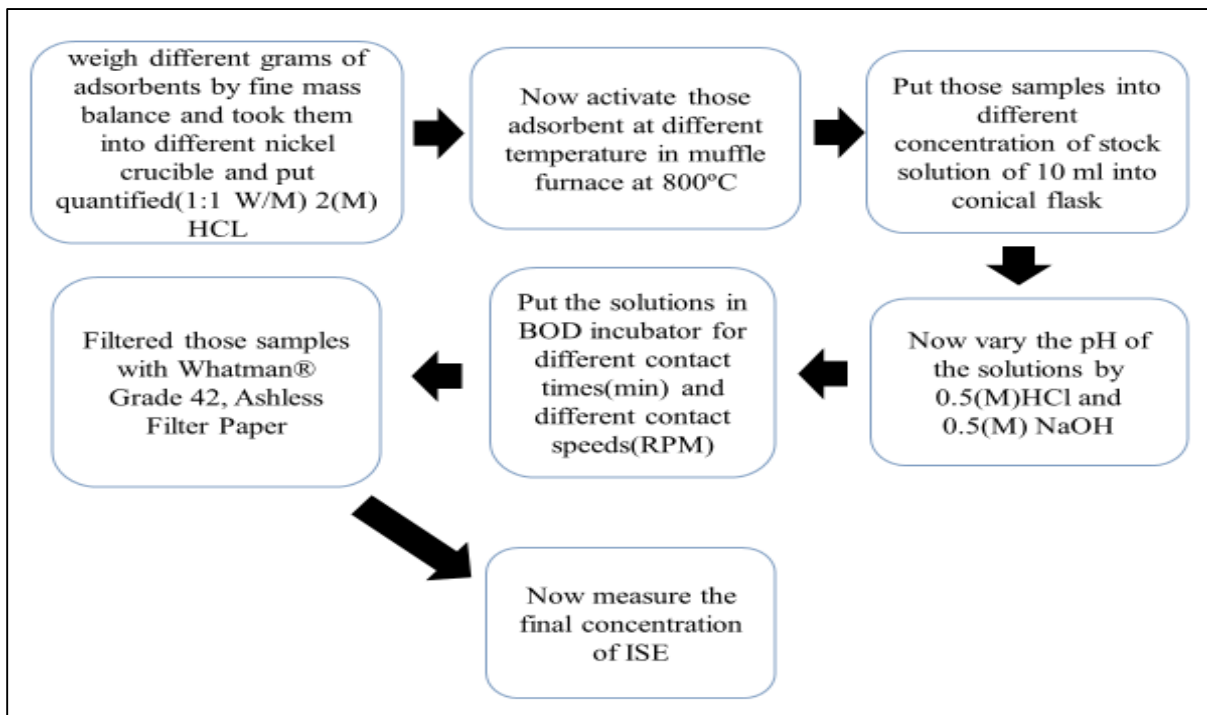 weigh different grams of
adsorbents by fine mass
balance and took them
into different nickel
crucible and put
quantified(1:1 W/M) 2(M)
HCL
Now activate those
adsorbent at different
temperature in muffle
furnace at 800°C
Put those samples into
different
concentration of stock
solution of 10 ml into
conical flask
Now vary the pH of
the solutions by
0.5(M)HCl and
0.5(M) NaOH
Put the solutions in
BOD incubator for
different contact
times(min) and
different contact
speeds(RPM)
Filtered those samples
with Whatman®
Grade 42, Ashless
Filter Paper
Now measure the
final concentration
of ISE